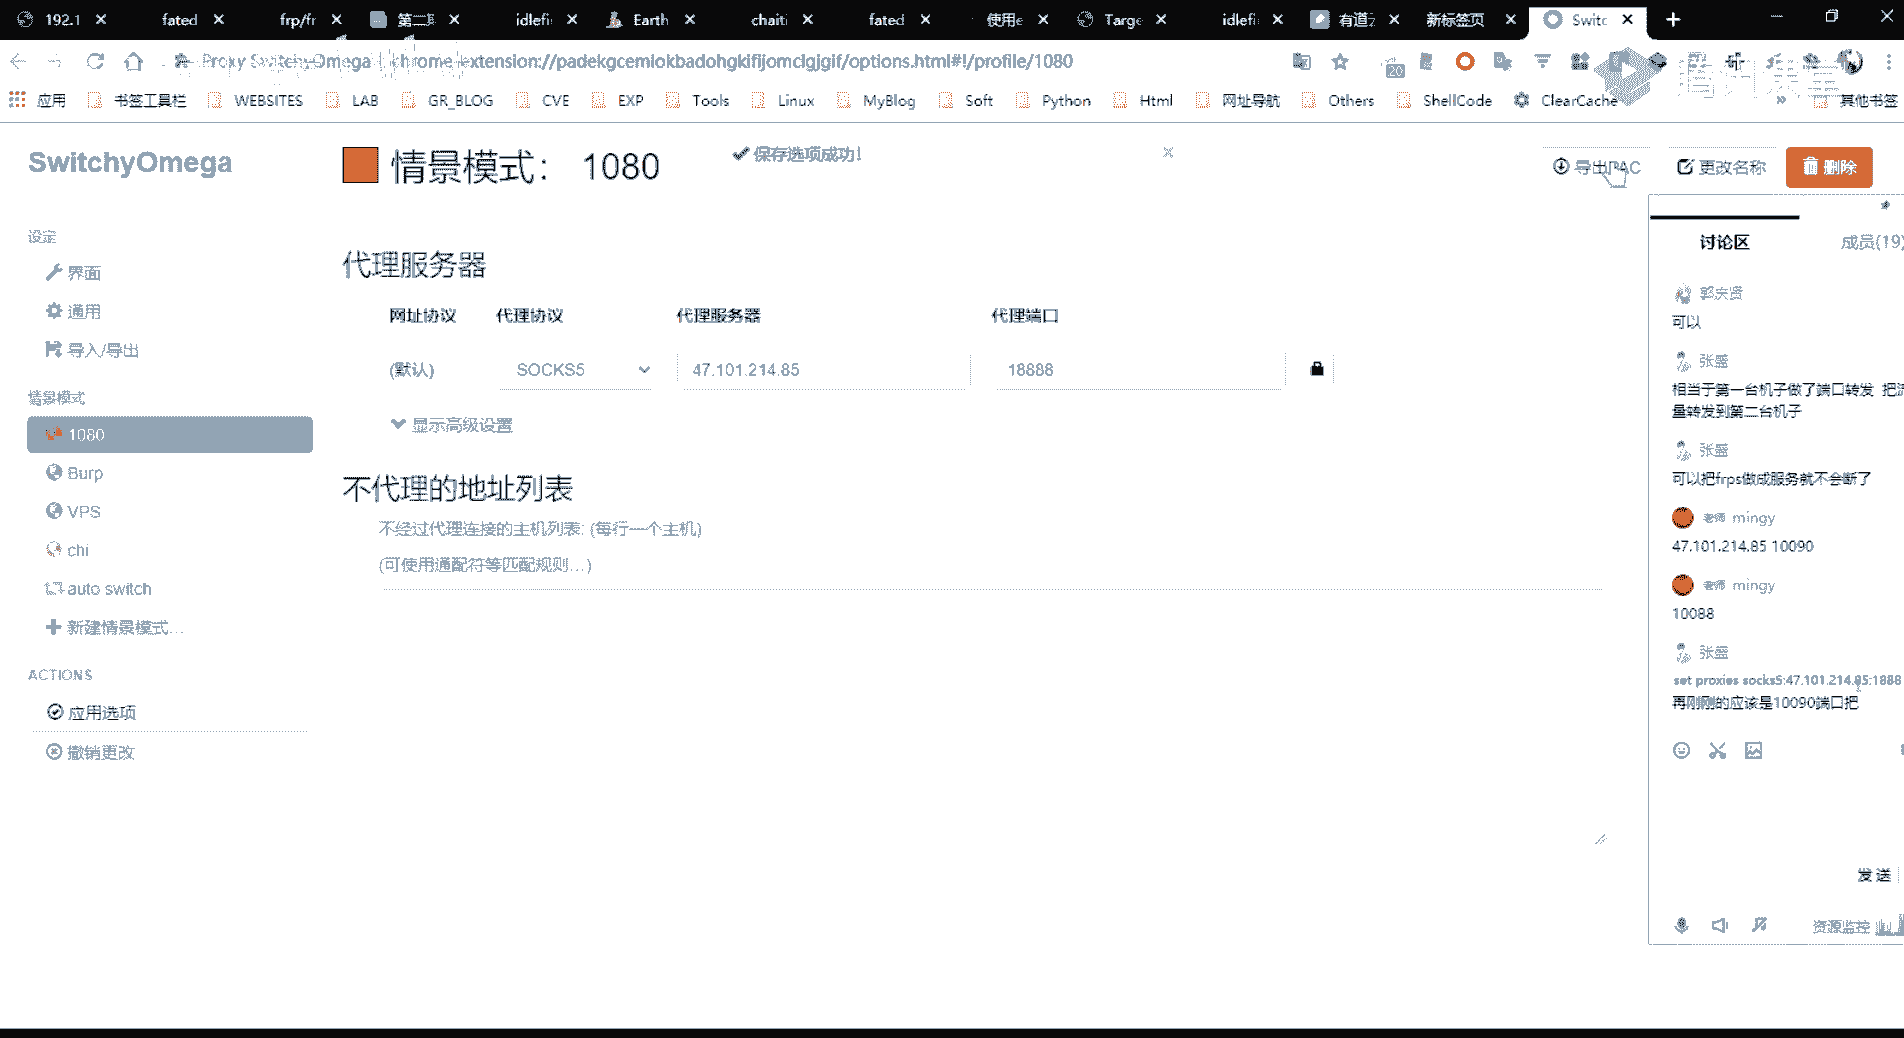 192.1
fated
frp/fr
第二
idlefi
Earth
chaiti
fated
使用e
Targe
idlefi
有道
新标签页
Switc
Proxy SwitchyOmega | chrome-extension://padekgcemiokbadohgkifijomclgjgif/options.html#!/profile/1080
20
应用
书签工具栏
WEBSITES
LAB
GR_BLOG
CVE
EXP
Tools
Linux
MyBlog
Soft
Python
Html
网址导航
Others
ShellCode
ClearCache
»
其他书签
腾讯课堂
SwitchyOmega
情景模式： 1080
保存选项成功!
导出PAC
更改名称
删除
设定
界面
通用
导入/导出
情景模式
1080
Burp
VPS
chi
auto switch
新建情景模式...
ACTIONS
应用选项
撤销更改
代理服务器
网址协议 代理协议 代理服务器 代理端口
(默认) SOCKS5 47.101.214.85 18888
显示高级设置
不代理的地址列表
不经过代理连接的主机列表: (每行一个主机)
(可使用通配符等匹配规则...)
讨论区
成员(19)
可以
张盛
相当于第一台机子做了端口转发 把流
量转发到第二台机子
张盛
可以把frps做成服务就不会断了
老师 mingy
47.101.214.85 10090
老师 mingy
10088
张盛
set proxies socks5:47.101.214.85:1888
再刚刚的应该是10090端口把
发送
资源监控